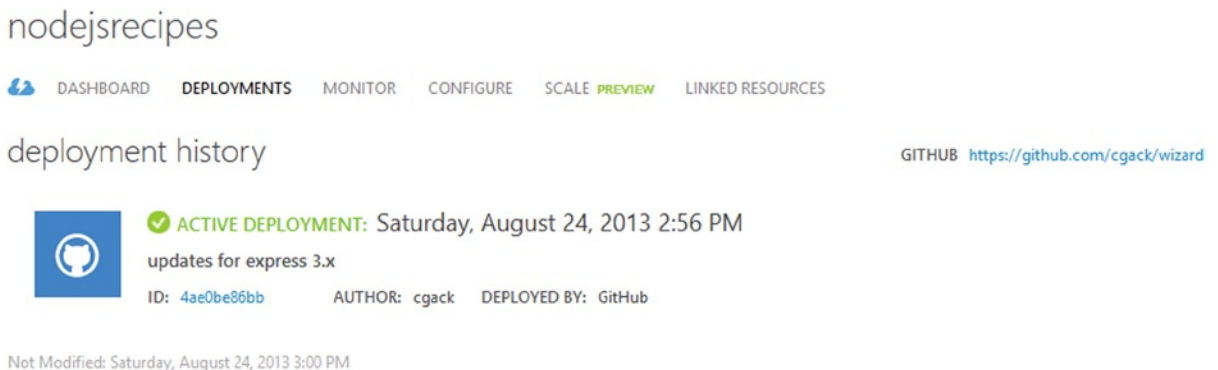 nodejsrecipes
DASHBOARD DEPLOYMENTS MONITOR CONFIGURE SCALE PREVIEW LINKED RESOURCES
deployment history
GITHUB https://github.com/cgack/wizard
ACTIVE DEPLOYMENT: Saturday, August 24, 2013 2:56 PM
updates for express 3.x
ID: 4ae0be86bb AUTHOR: cgack DEPLOYED BY: GitHub
Not Modified: Saturday, August 24, 2013 3:00 PM